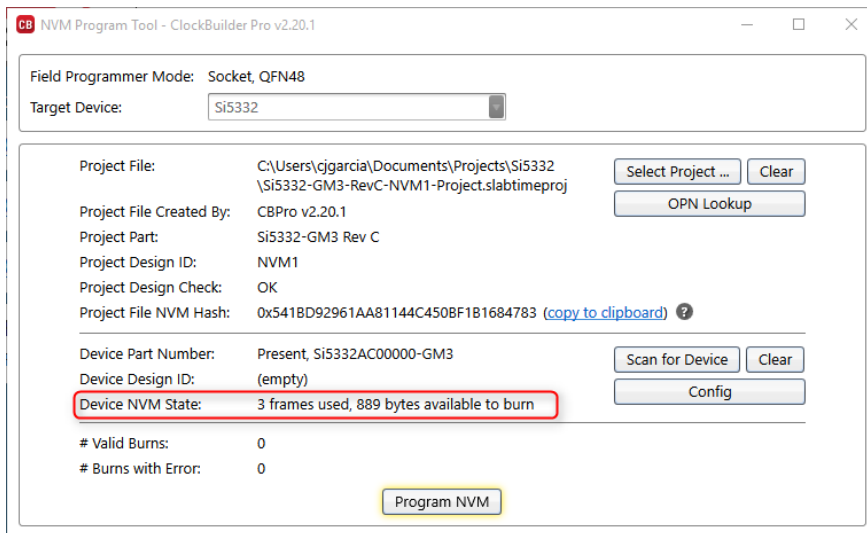 CB NVM Program Tool - ClockBuilder Pro v2.20.1
Field Programmer Mode: Socket, QFN48
Target Device: Si5332
Project File: C:\Users\cjgarcia\Documents\Projects\Si5332
\Si5332-GM3-RevC-NVM1-Project.slabtimeproj
Select Project ... Clear
Project File Created By: CBPro v2.20.1
OPN Lookup
Project Part: Si5332-GM3 Rev C
Project Design ID: NVM1
Project Design Check: OK
Project File NVM Hash: 0x541BD92961AA81144C450BF1B1684783 (copy to clipboard) ?
Device Part Number: Present, Si5332AC00000-GM3
Scan for Device Clear
Device Design ID: (empty)
Config
Device NVM State: 3 frames used, 889 bytes available to burn
# Valid Burns: 0
# Burns with Error: 0
Program NVM